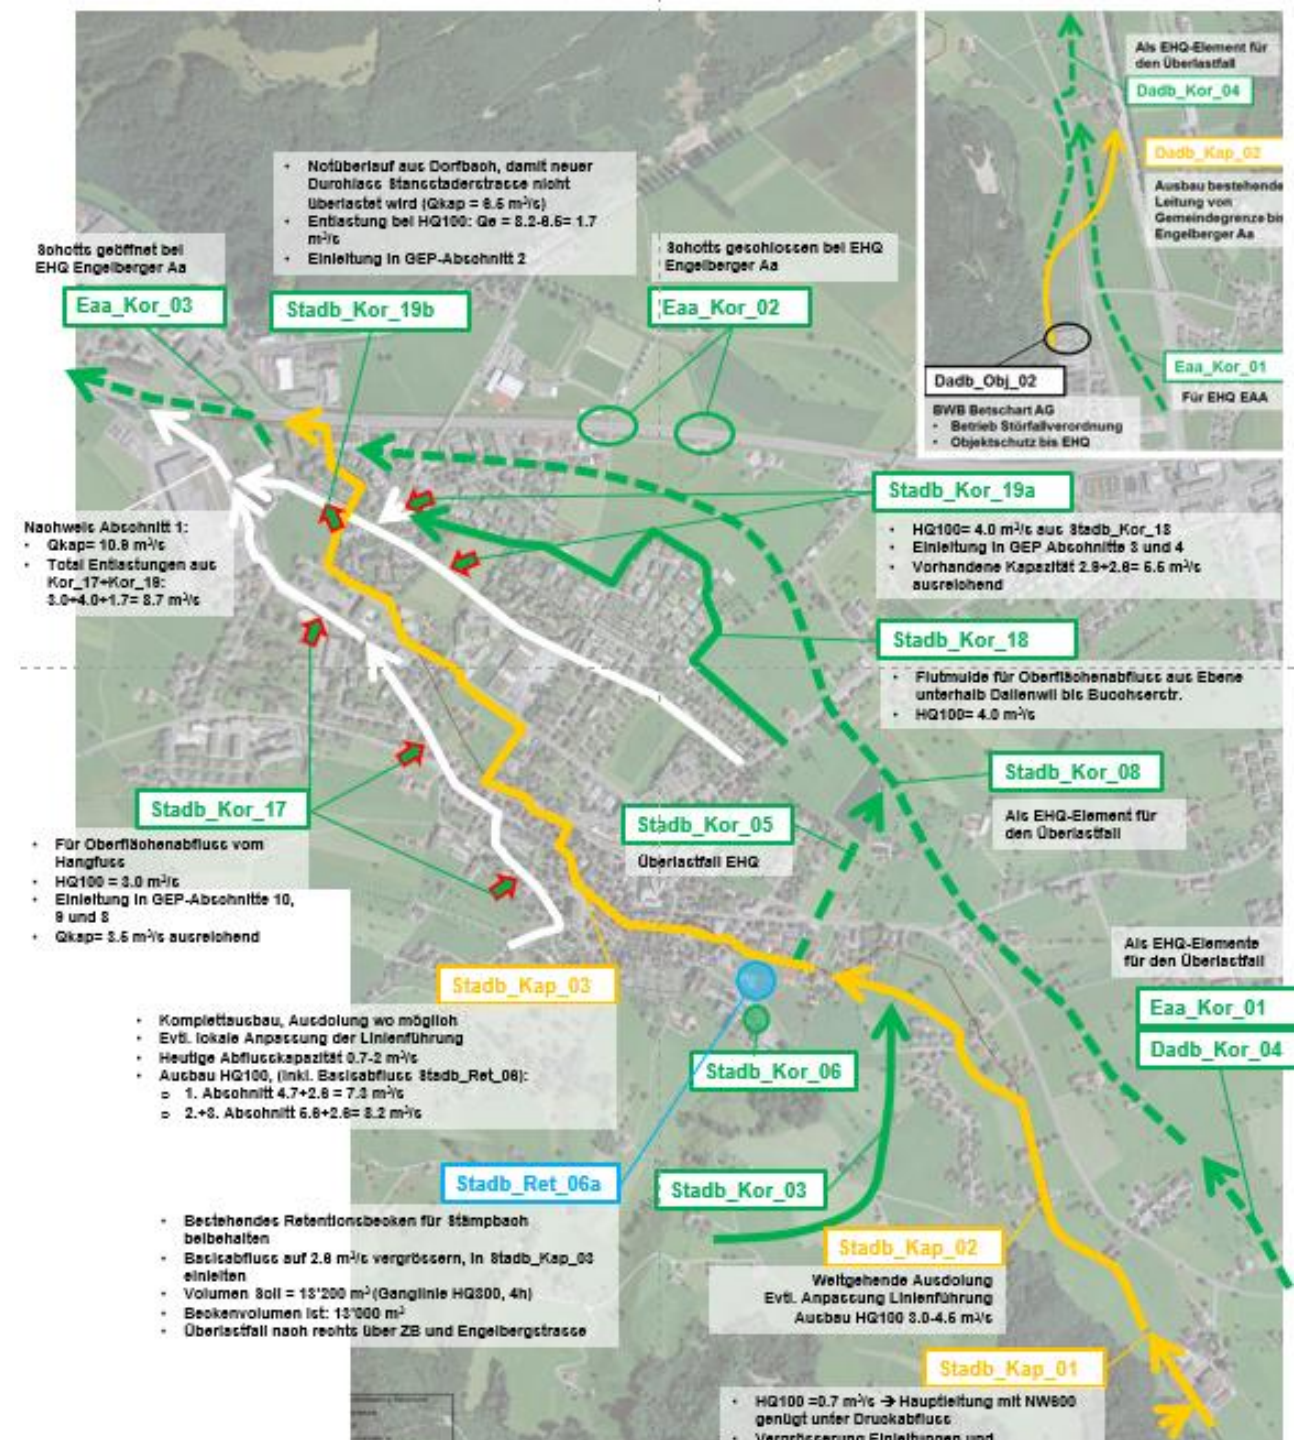 Als EHQ-Element für
den Überlastfall
Dadb_Kor_04
Dadb_Kap_02
Ausbau bestehende
Leitung von
Gemeindegrenze bis
Engelberger Aa
Eaa_Kor_01
Für EHQ EAA
Dadb_Obj_02
BWB Betschart AG
• Betrieb Störfallverordnung
• Objektschutz bis EHQ
• Notüberlauf aus Dorfbach, damit neuer
Durchlass Stansstaderstrasse nicht
überlastet wird (Qkap = 6.5 m³/s)
• Entlastung bei HQ100: Qe = 8.2-6.5= 1.7
m³/s
• Einleitung in GEP-Abschnitt 2
Schotts geöffnet bei
EHQ Engelberger Aa
Schotts geschlossen bei EHQ
Engelberger Aa
Eaa_Kor_03
Stadb_Kor_19b
Eaa_Kor_02
Stadb_Kor_19a
• HQ100= 4.0 m³/s aus Stadb_Kor_18
• Einleitung in GEP Abschnitte 3 und 4
• Vorhandene Kapazität 2.9+2.6= 5.5 m³/s
ausreichend
Nachweis Abschnitt 1:
• Qkap= 10.9 m³/s
• Total Entlastungen aus
Kor_17+Kor_19:
3.0+4.0+1.7= 8.7 m³/s
Stadb_Kor_18
• Flutmulde für Oberflächenabfluss aus Ebene
unterhalb Dallenwil bis Buochserstr.
• HQ100= 4.0 m³/s
Stadb_Kor_08
Als EHQ-Element für
den Überlastfall
Stadb_Kor_17
• Für Oberflächenabfluss vom
Hangfuss
• HQ100 = 3.0 m³/s
• Einleitung in GEP-Abschnitte 10,
9 und 8
• Qkap= 3.5 m³/s ausreichend
Stadb_Kor_05
Überlastfall EHQ
Als EHQ-Elemente
für den Überlastfall
Eaa_Kor_01
Dadb_Kor_04
Stadb_Kap_03
• Komplettausbau, Ausdolung wo möglich
• Evtl. lokale Anpassung der Linienführung
• Heutige Abflusskapazität 0.7-2 m³/s
• Ausbau HQ100, (inkl. Basisabfluss Stadb_Ret_06):
o 1. Abschnitt 4.7+2.6 = 7.3 m³/s
o 2.+3. Abschnitt 5.6+2.6= 8.2 m³/s
Stadb_Kor_06
Stadb_Ret_06a
• Bestehendes Retentionsbecken für Stämpbach
beibehalten
• Basisabfluss auf 2.6 m³/s vergrössern, in Stadb_Kap_03
einleiten
• Volumen Soll = 13'200 m³ (Ganglinie HQ300, 4h)
• Beckenvolumen ist: 13'000 m³
• Überlastfall nach rechts über ZB und Engelbergstrasse
Stadb_Kor_03
Stadb_Kap_02
Weitgehende Ausdolung
Evtl. Anpassung Linienführung
Ausbau HQ100 3.0-4.5 m³/s
Stadb_Kap_01
• HQ100 =0.7 m³/s → Hauptleitung mit NW600
genügt unter Druckabfluss
• Vergrösserung Einleitungen und